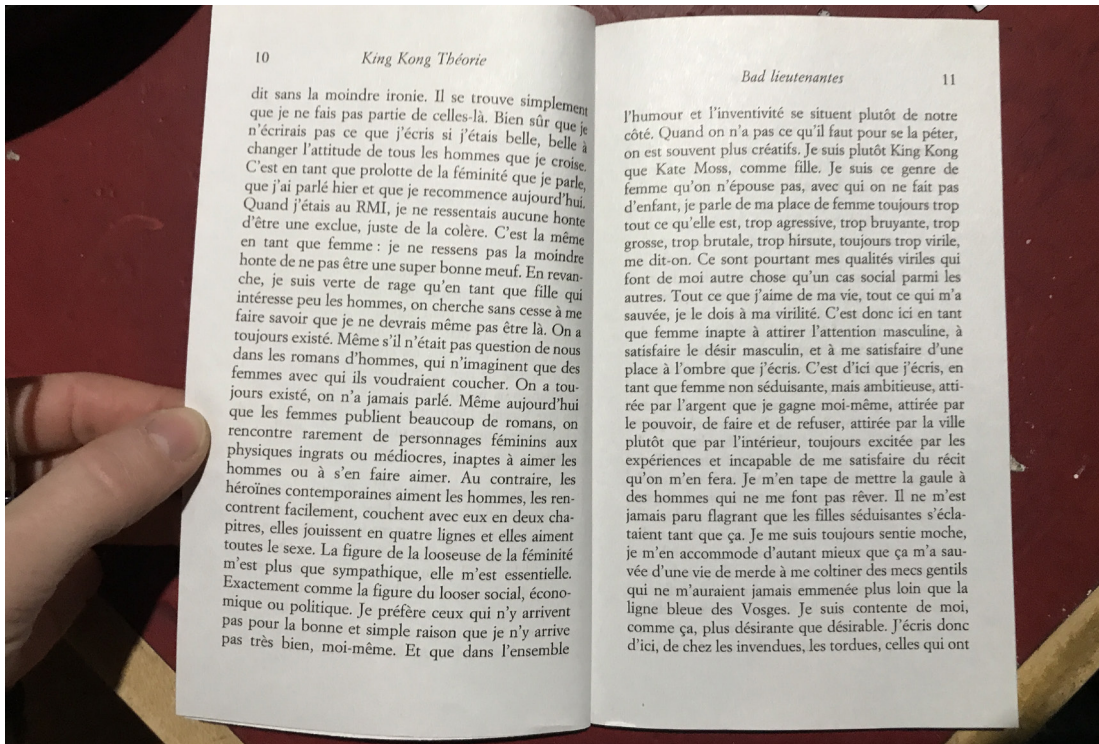 10
King Kong Théorie
dit sans la moindre ironie. Il se trouve simplement
que je ne fais pas partie de celles-là. Bien sûr que je
n'écrirais pas ce que j'écris si j'étais belle, belle à
changer l'attitude de tous les hommes que je croise.
C'est en tant que prolotte de la féminité que je parle,
que j'ai parlé hier et que je recommence aujourd'hui.
Quand j'étais au RMI, je ne ressentais aucune honte
d'être une exclue, juste de la colère. C'est la même
en tant que femme : je ne ressens pas la moindre
honte de ne pas être une super bonne meuf. En revan-
che, je suis verte de rage qu'en tant que fille qui
intéresse peu les hommes, on cherche sans cesse à me
faire savoir que je ne devrais même pas être là. On a
toujours existé. Même s'il n'était pas question de nous
dans les romans d'hommes, qui n'imaginent que des
femmes avec qui ils voudraient coucher. On a tou-
jours existé, on n'a jamais parlé. Même aujourd'hui
que les femmes publient beaucoup de romans, on
rencontre rarement de personnages féminins aux
physiques ingrats ou médiocres, inaptes à aimer les
hommes ou à s'en faire aimer. Au contraire, les
héroïnes contemporaines aiment les hommes, les ren-
contrent facilement, couchent avec eux en deux cha-
pitres, elles jouissent en quatre lignes et elles aiment
toutes le sexe. La figure de la looseuse de la féminité
m'est plus que sympathique, elle m'est essentielle.
Exactement comme la figure du looser social, écono-
mique ou politique. Je préfère ceux qui n'y arrivent
pas pour la bonne et simple raison que je n'y arrive
pas très bien, moi-même. Et que dans l'ensemble
Bad lieutenantes
11
l'humour et l'inventivité se situent plutôt de notre
côté. Quand on n'a pas ce qu'il faut pour se la péter,
on est souvent plus créatifs. Je suis plutôt King Kong
que Kate Moss, comme fille. Je suis ce genre de
femme qu'on n'épouse pas, avec qui on ne fait pas
d'enfant, je parle de ma place de femme toujours trop
tout ce qu'elle est, trop agressive, trop bruyante, trop
grosse, trop brutale, trop hirsute, toujours trop virile,
me dit-on. Ce sont pourtant mes qualités viriles qui
font de moi autre chose qu'un cas social parmi les
autres. Tout ce que j'aime de ma vie, tout ce qui m'a
sauvée, je le dois à ma virilité. C'est donc ici en tant
que femme inapte à attirer l'attention masculine, à
satisfaire le désir masculin, et à me satisfaire d'une
place à l'ombre que j'écris. C'est d'ici que j'écris, en
tant que femme non séduisante, mais ambitieuse, atti-
rée par l'argent que je gagne moi-même, attirée par
le pouvoir, de faire et de refuser, attirée par la ville
plutôt que par l'intérieur, toujours excitée par les
expériences et incapable de me satisfaire du récit
qu'on m'en fera. Je m'en tape de mettre la gaule à
des hommes qui ne me font pas rêver. Il ne m'est
jamais paru flagrant que les filles séduisantes s'écla-
taient tant que ça. Je me suis toujours sentie moche,
je m'en accommode d'autant mieux que ça m'a sau-
vée d'une vie de merde à me coltiner des mecs gentils
qui ne m'auraient jamais emmenée plus loin que la
ligne bleue des Vosges. Je suis contente de moi,
comme ça, plus désirante que désirable. J'écris donc
d'ici, de chez les invendues, les tordues, celles qui ont